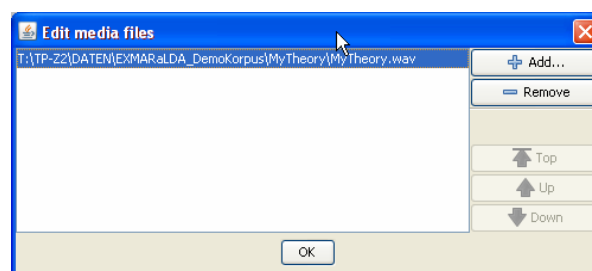 Edit media files
T:\TP-Z2\DATEN\EXMARaLDA_DemoKorpus\MyTheory\MyTheory.wav
Add...
Remove
Top
Up
Down
OK